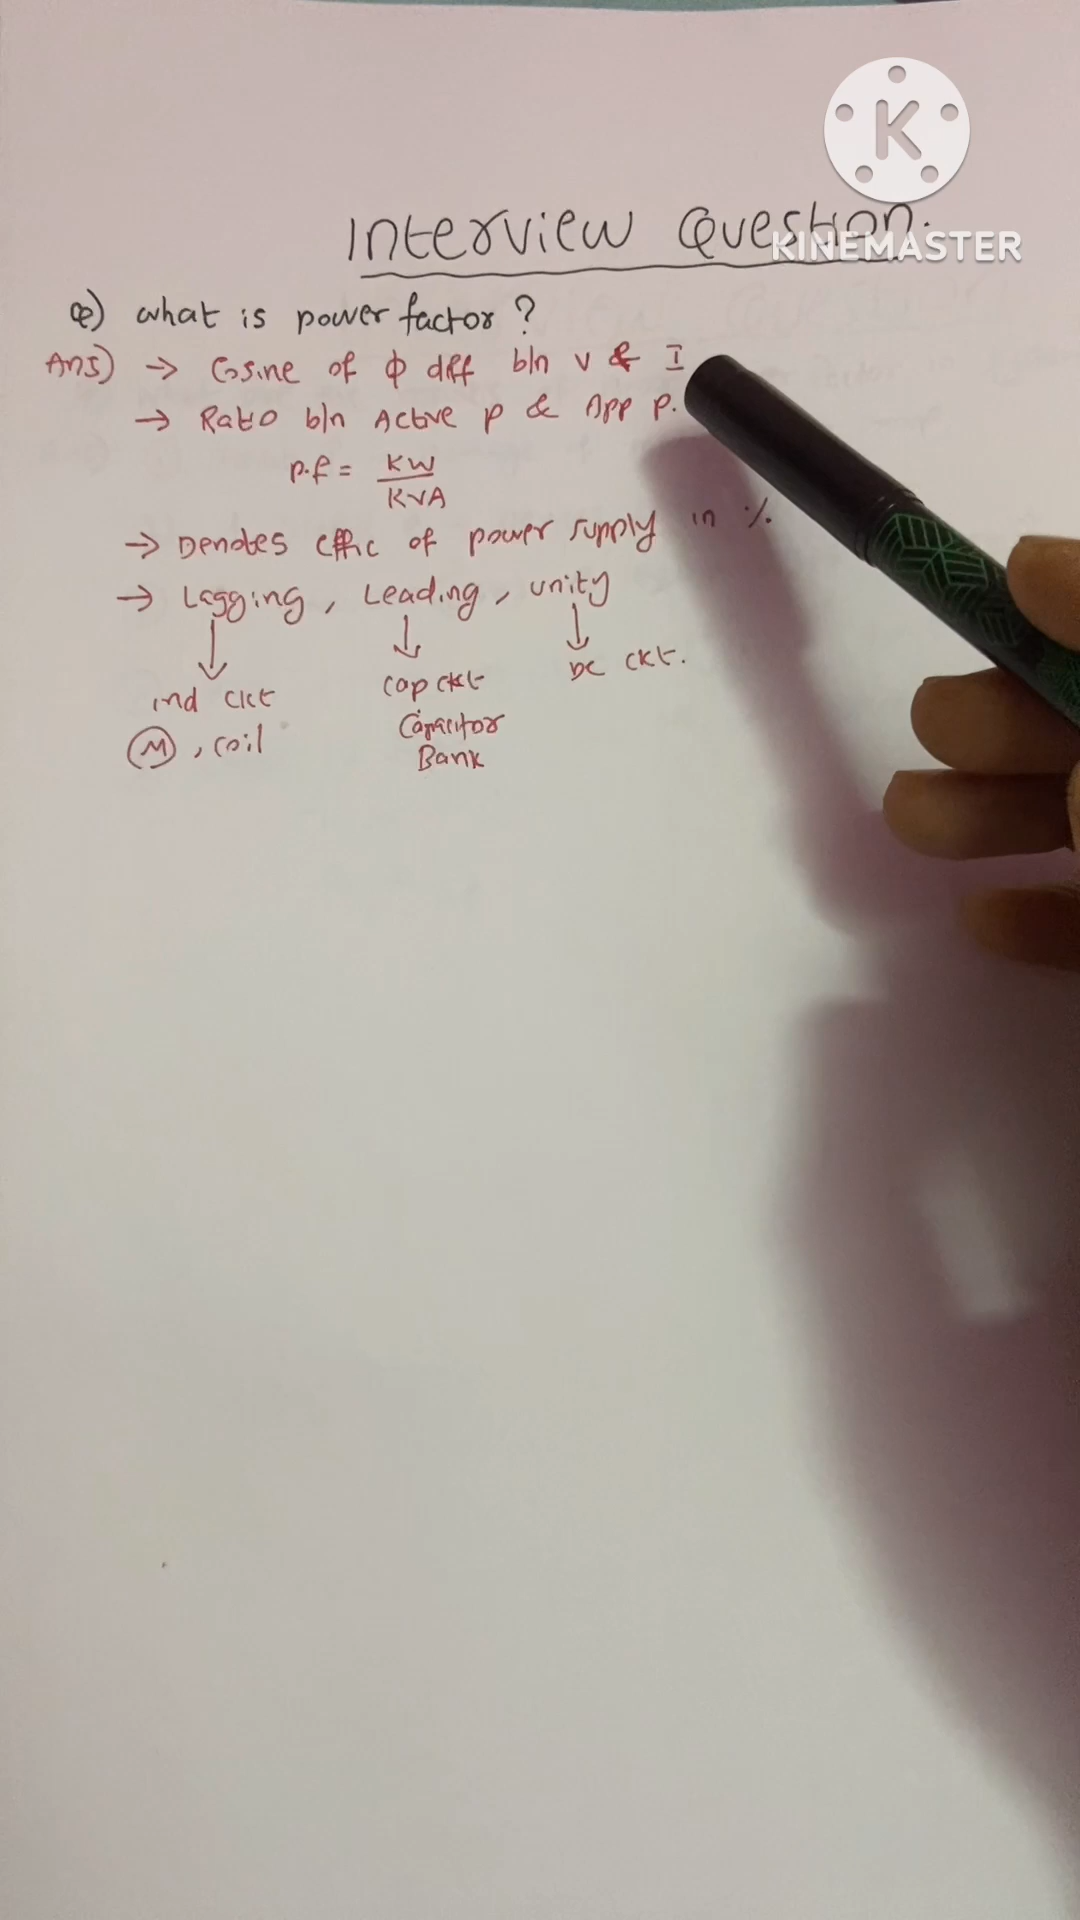 K
KINEMASTER
Interview Question.
Q) what is power factor ?
Ans) → Cosine of ϕ diff b/n V & I
→ Ratio b/n Active P & App P.
P.f = KW
KVA
→ Denotes effic of power supply in %
→ Lagging, Leading, unity
ind ckt
cap ckt
DC ckt.
M, coil
Capacitor
Bank